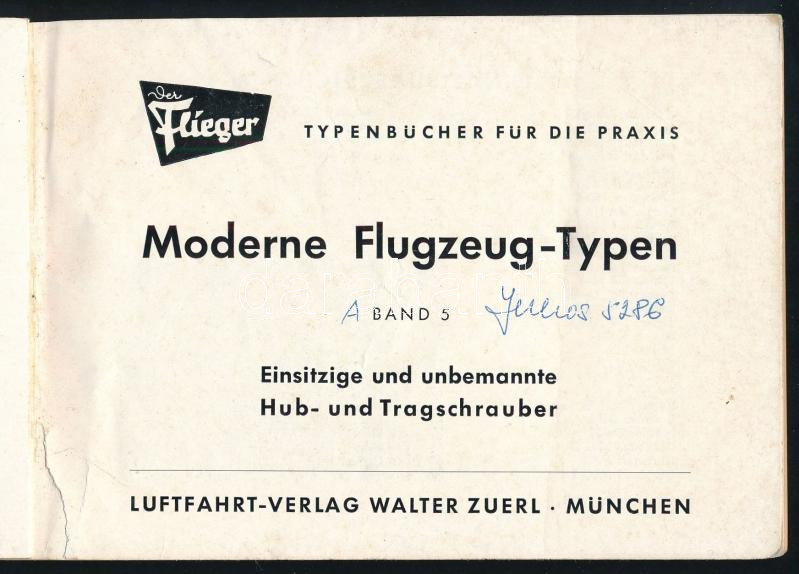 Der
Flieger
TYPENBÜCHER FÜR DIE PRAXIS
Moderne Flugzeug-Typen
A BAND 5 5286
Einsitzige und unbemannte
Hub- und Tragschrauber
LUFTFAHRT-VERLAG WALTER ZUERL · MÜNCHEN